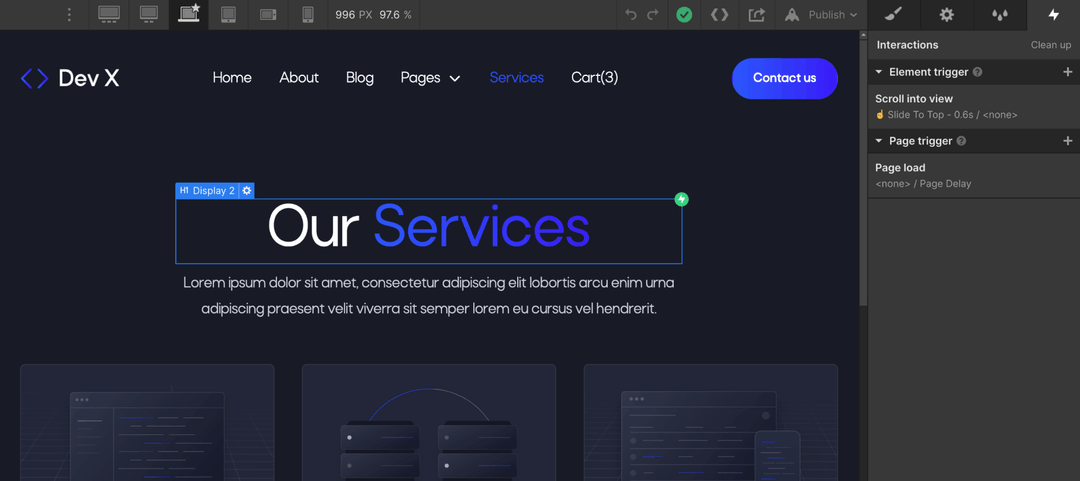 996 PX 97.6 %
Publish
Interactions
Clean up
Element trigger
Scroll into view
Slide To Top - 0.6s / <none>
Page trigger
Page load
<none> / Page Delay
Dev X
Home
About
Blog
Pages
Services
Cart(3)
Contact us
H1 Display 2
Our Services
Lorem ipsum dolor sit amet, consectetur adipiscing elit lobortis arcu enim urna
adipiscing praesent velit viverra sit semper lorem eu cursus vel hendrerit.